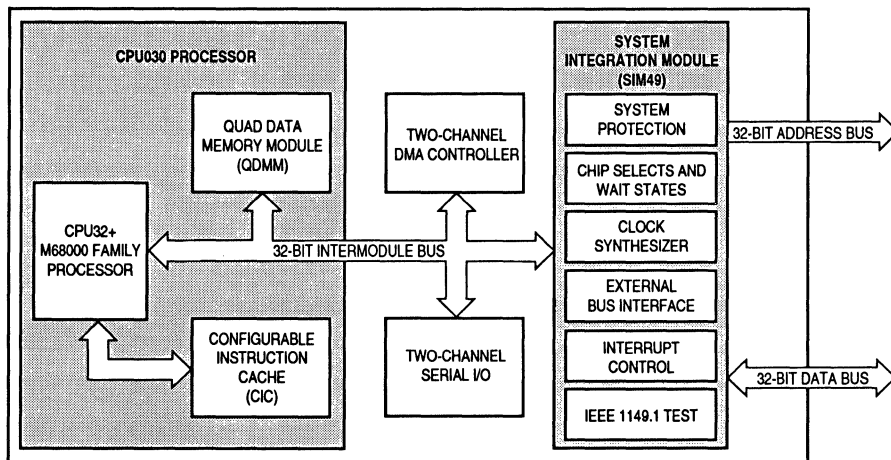 CPU030 PROCESSOR
QUAD DATA
MEMORY MODULE
(QDMM)
CPU32+
M68000 FAMILY
PROCESSOR
32-BIT INTERMODULE BUS
CONFIGURABLE
INSTRUCTION
CACHE
(CIC)
TWO-CHANNEL
DMA CONTROLLER
TWO-CHANNEL
SERIAL I/O
SYSTEM
INTEGRATION MODULE
(SIM49)
SYSTEM
PROTECTION
CHIP SELECTS AND
WAIT STATES
CLOCK
SYNTHESIZER
EXTERNAL
BUS INTERFACE
INTERRUPT
CONTROL
IEEE 1149.1 TEST
32-BIT ADDRESS BUS
32-BIT DATA BUS